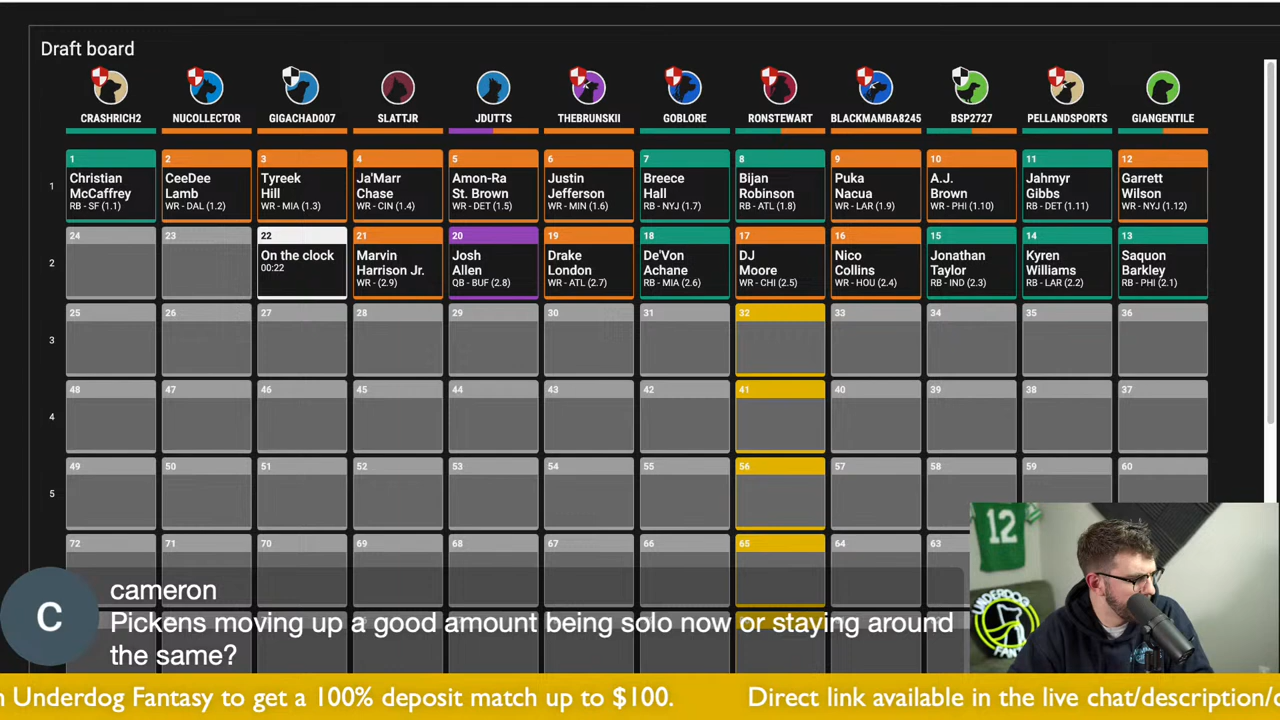 Draft board
CRASHRICH2 NUCOLLECTOR GIGACHAD007 SLATTJR JDUTTS THEBRUNSKII GOBLORE RONSTEWART BLACKMAMBA8245 BSP2727 PELLANDSPORTS GIANGENTILE
1 2 3 4 5 6 7 8 9 10 11 12
Christian CeeDee Tyreek Ja'Marr Amon-Ra Justin Breece Bijan Puka A.J. Jahmyr Garrett
1
McCaffrey Lamb Hill Chase St. Brown Jefferson Hall Robinson Nacua Brown Gibbs Wilson
RB - SF (1.1) WR - DAL (1.2) WR - MIA (1.3) WR - CIN (1.4) WR - DET (1.5) WR - MIN (1.6) RB - NYJ (1.7) RB - ATL (1.8) WR - LAR (1.9) WR - PHI (1.10) RB - DET (1.11) WR - NYJ (1.12)
24 23 22 21 20 19 18 17 16 15 14 13
On the clock Marvin Josh Drake De'Von DJ Nico Jonathan Kyren Saquon
2
00:22 Harrison Jr. Allen London Achane Moore Collins Taylor Williams Barkley
WR - (2.9) QB - BUF (2.8) WR - ATL (2.7) RB - MIA (2.6) WR - CHI (2.5) WR - HOU (2.4) RB - IND (2.3) RB - LAR (2.2) RB - PHI (2.1)
25 26 27 28 29 30 31 32 33 34 35 36
3
48 47 46 45 44 43 42 41 40 39 38 37
4
49 50 51 52 53 54 55 56 57 58 59 60
5
72 71 70 69 68 67 66 65 64 63
12
C
cameron
Pickens moving up a good amount being solo now or staying around
the same?
UNDERDOG
n Underdog Fantasy to get a 100% deposit match up to $100. Direct link available in the live chat/description/